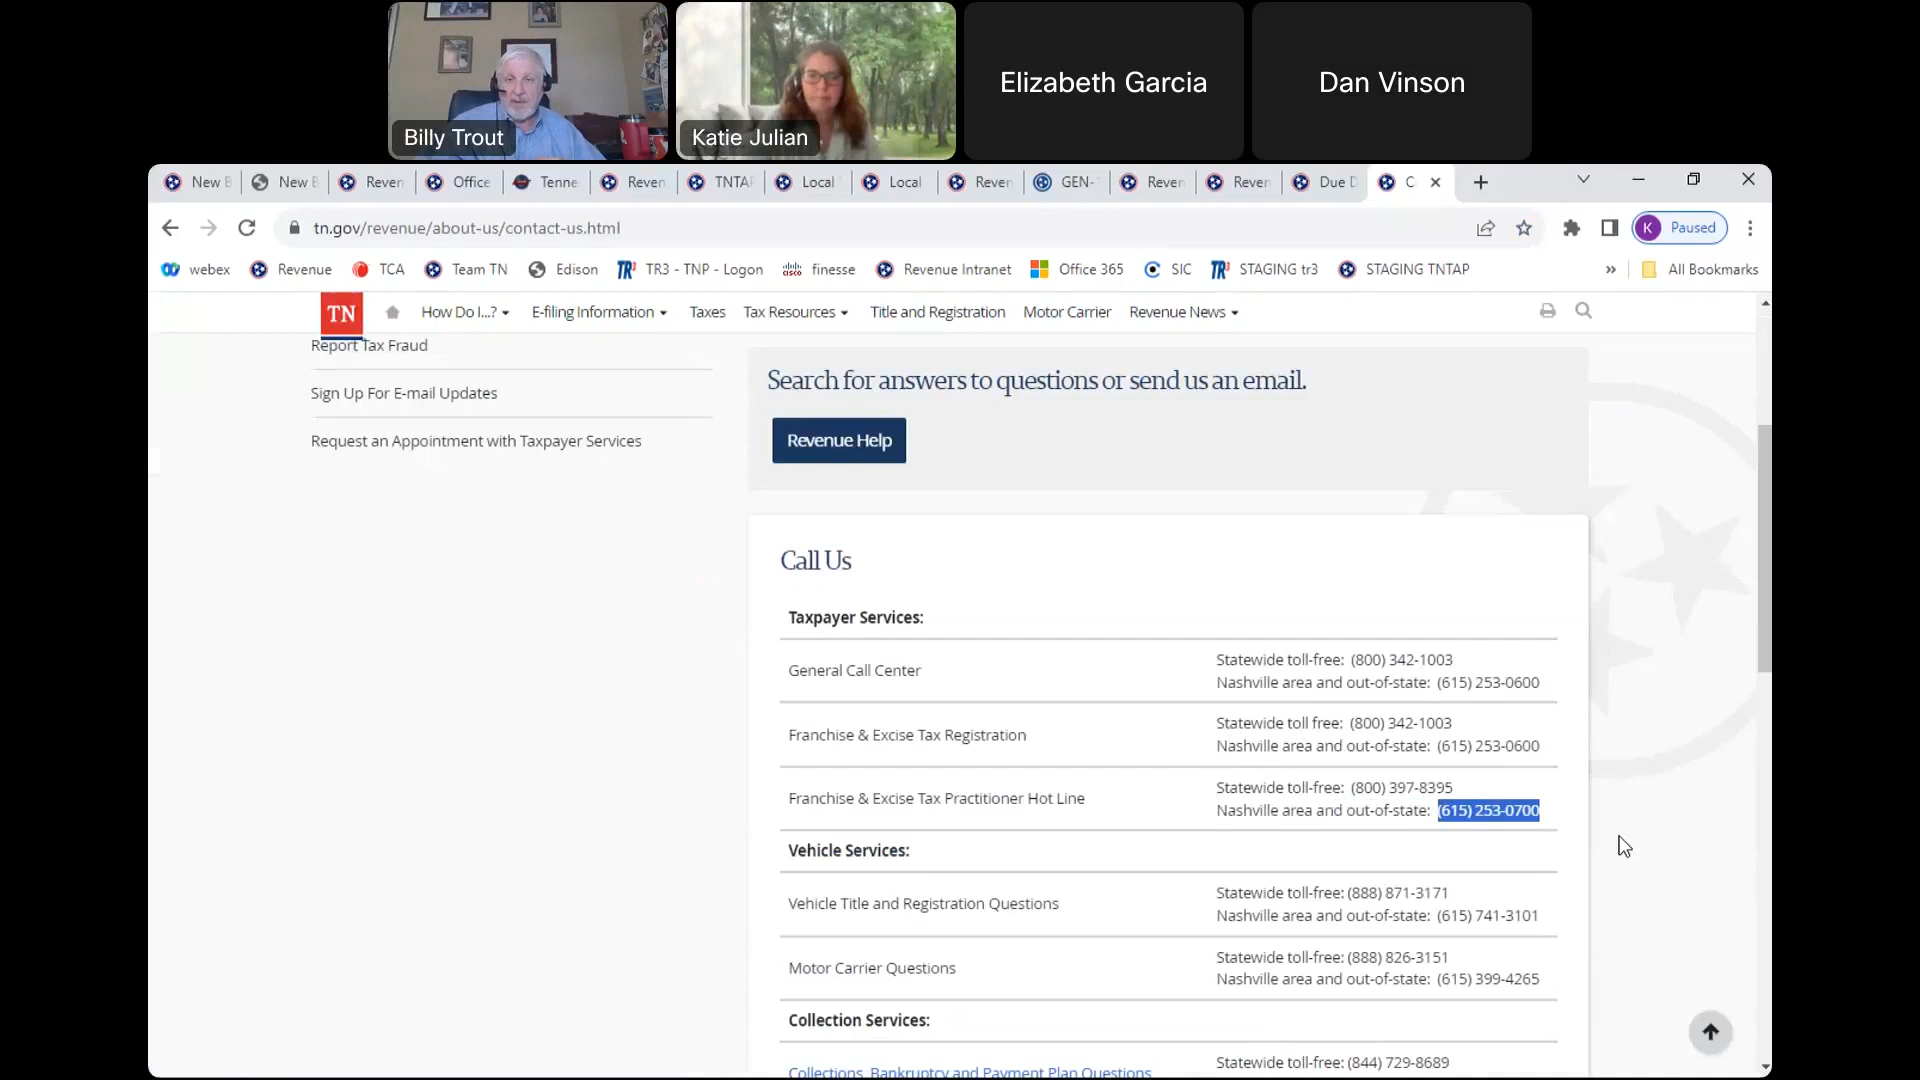 Billy Trout
Katie Julian
Elizabeth Garcia
Dan Vinson
New B
New B
Reven
Office
Tenne
Reven
TNTAP
Local
Local
Rever
GEN-
Reven
Rever
Due D
C
tn.gov/revenue/about-us/contact-us.html
K Paused
webex
Revenue
TCA
Team TN
Edison
TR3 - TNP - Logon
cisco finesse
Revenue Intranet
Office 365
SIC
STAGING tr3
STAGING TNTAP
» All Bookmarks
TN
How Do I...?
E-filing Information
Taxes
Tax Resources
Title and Registration
Motor Carrier
Revenue News
Report Tax Fraud
Sign Up For E-mail Updates
Request an Appointment with Taxpayer Services
Search for answers to questions or send us an email.
Revenue Help
Call Us
Taxpayer Services:
General Call Center
Statewide toll-free: (800) 342-1003
Nashville area and out-of-state: (615) 253-0600
Franchise & Excise Tax Registration
Statewide toll free: (800) 342-1003
Nashville area and out-of-state: (615) 253-0600
Franchise & Excise Tax Practitioner Hot Line
Statewide toll-free: (800) 397-8395
Nashville area and out-of-state: (615) 253-0700
Vehicle Services:
Vehicle Title and Registration Questions
Statewide toll-free: (888) 871-3171
Nashville area and out-of-state: (615) 741-3101
Motor Carrier Questions
Statewide toll-free: (888) 826-3151
Nashville area and out-of-state: (615) 399-4265
Collection Services:
Collections, Bankruptcy and Payment Plan Questions
Statewide toll-free: (844) 729-8689